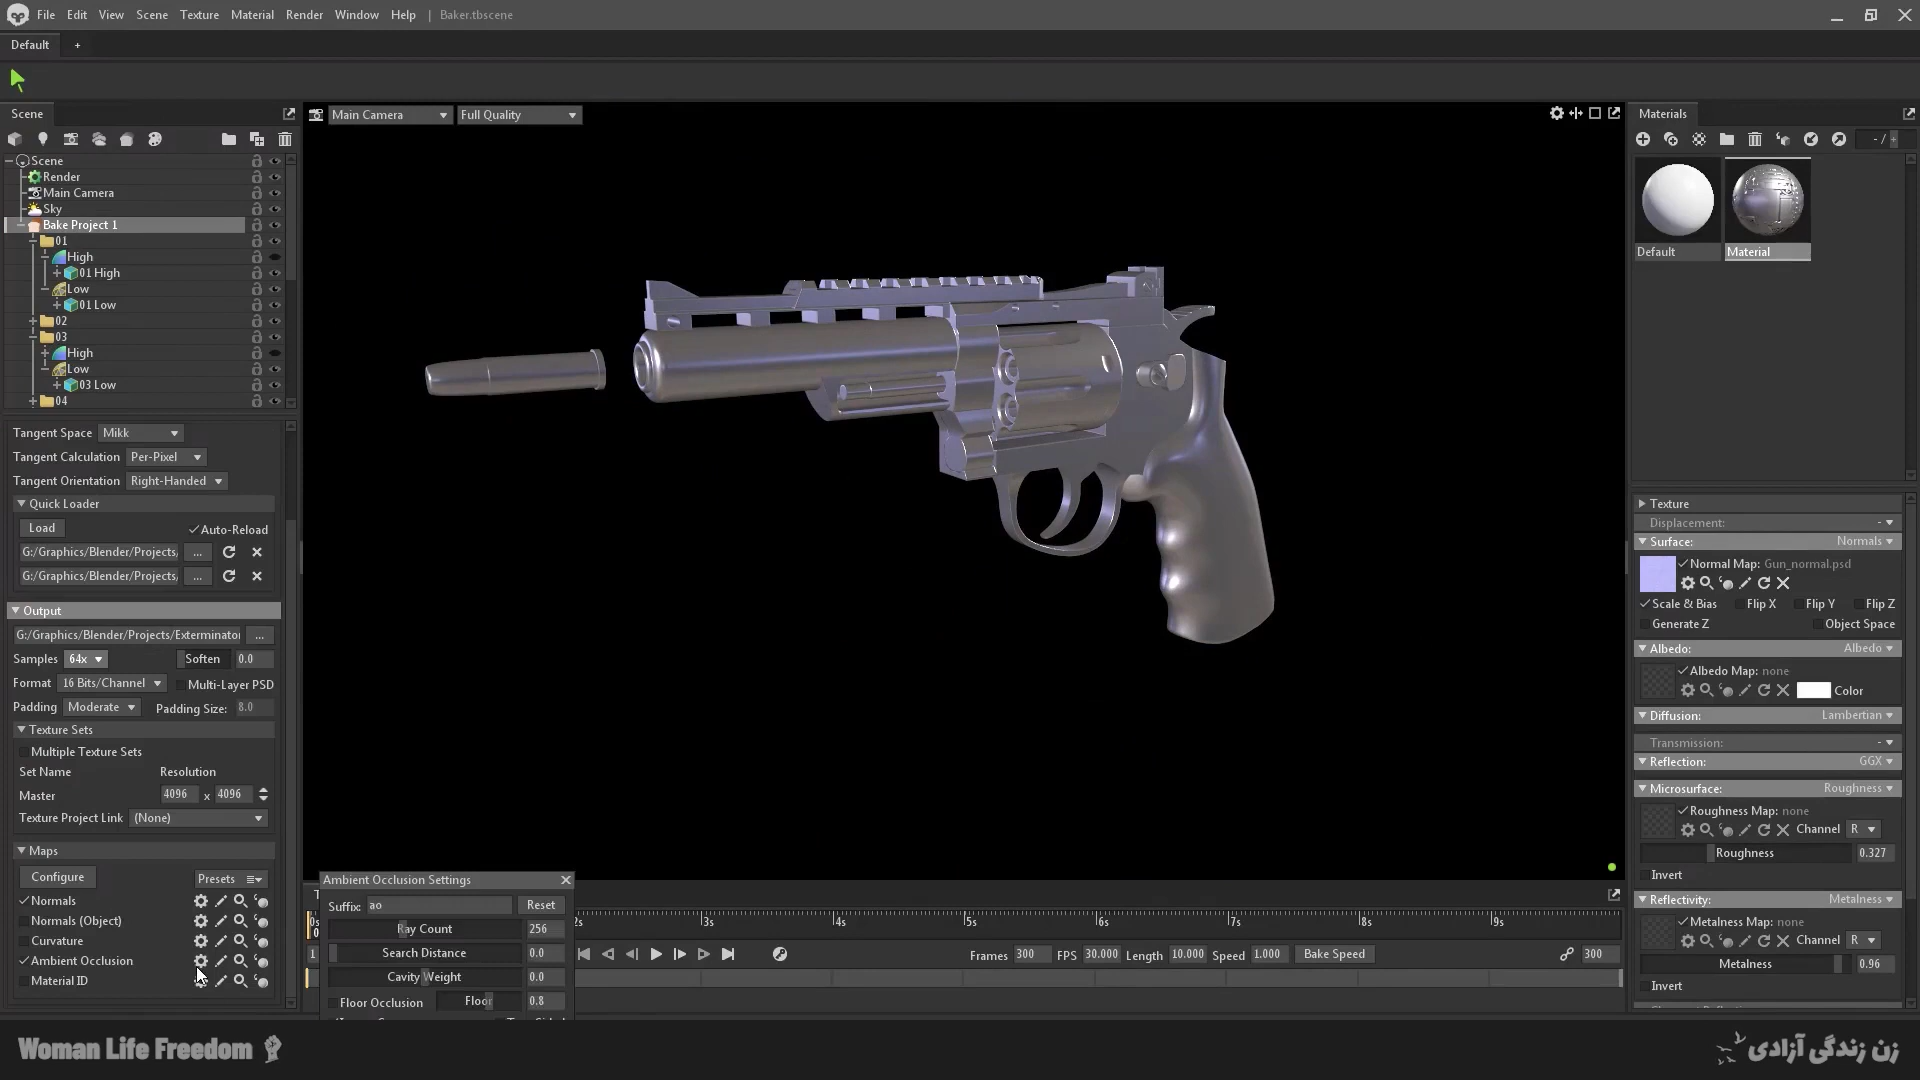 File Edit View Scene Texture Material Render Window Help | Baker.tbscene
Default +
Scene
Main Camera Full Quality
Materials
- / +
Scene
Render
Main Camera
Sky
Bake Project 1
01
High
01 High
Low
01 Low
02
03
High
Low
03 Low
04
Default Material
Tangent Space Mikk
Tangent Calculation Per-Pixel
Tangent Orientation Right-Handed
Quick Loader
Load Auto-Reload
G:/Graphics/Blender/Projects/ ...
G:/Graphics/Blender/Projects/ ...
Output
G:/Graphics/Blender/Projects/Exterminator ...
Samples 64x Soften 0.0
Format 16 Bits/Channel Multi-Layer PSD
Padding Moderate Padding Size: 8.0
Texture Sets
Multiple Texture Sets
Set Name Resolution
Master 4096 x 4096
Texture Project Link (None)
Maps
Configure Presets
Normals
Normals (Object)
Curvature
Ambient Occlusion
Material ID
Ambient Occlusion Settings
Suffix: ao Reset
Ray Count 256
Search Distance 0.0
Cavity Weight 0.0
Floor Occlusion Floor 0.8
2s 3s 4s 5s 6s 7s 8s 9s
1 Frames 300 FPS 30.000 Length 10.000 Speed 1.000 Bake Speed 300
Texture
Displacement: -
Surface: Normals
Normal Map: Gun_normal.psd
Scale & Bias Flip X Flip Y Flip Z
Generate Z Object Space
Albedo: Albedo
Albedo Map: none
Color
Diffusion: Lambertian
Transmission: -
Reflection: GGX
Microsurface: Roughness
Roughness Map: none
Channel R
Roughness 0.327
Invert
Reflectivity: Metalness
Metalness Map: none
Channel R
Metalness 0.96
Invert
Woman Life Freedom
زن زندگی آزادی